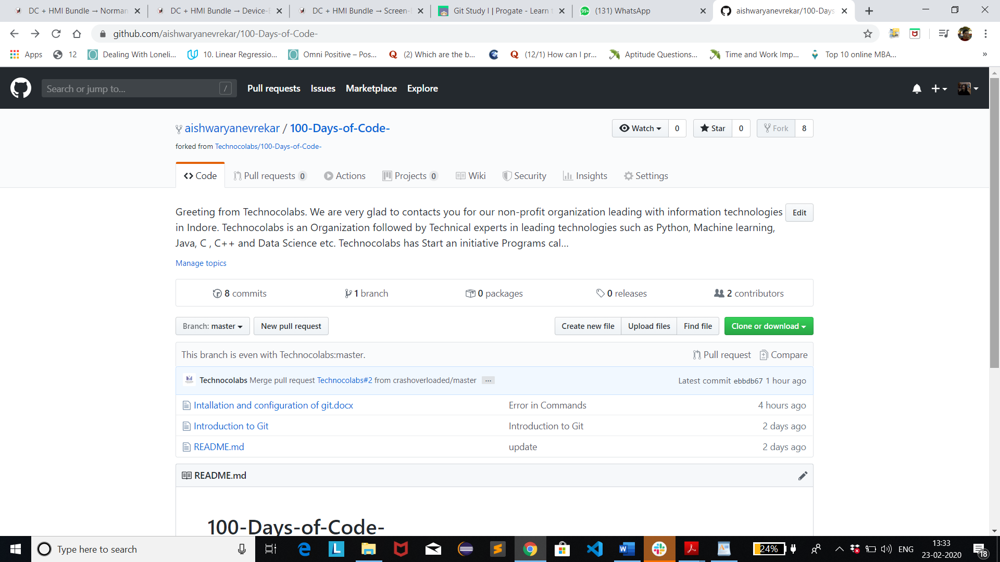 DC + HMI Bundle → Norman
DC + HMI Bundle → Device-E
DC + HMI Bundle → Screen-
Git Study I | Progate - Learn t
99+
(131) WhatsApp
aishwaryanevrekar/100-Days
github.com/aishwaryanevrekar/100-Days-of-Code-
Apps
12
Dealing With Loneli...
10. Linear Regressio...
Omni Positive – Pos...
(2) Which are the b...
(12/1) How can I pr...
Aptitude Questions...
Time and Work Imp...
Top 10 online MBA...
»
Search or jump to...
/
Pull requests
Issues
Marketplace
Explore
aishwaryanevrekar / 100-Days-of-Code-
Watch
0
Star
0
Fork
8
forked from Technocolabs/100-Days-of-Code-
Code
Pull requests 0
Actions
Projects 0
Wiki
Security
Insights
Settings
Greeting from Technocolabs. We are very glad to contacts you for our non-profit organization leading with information technologies
in Indore. Technocolabs is an Organization followed by Technical experts in leading technologies such as Python, Machine learning,
Java, C , C++ and Data Science etc. Technocolabs has Start an initiative Programs cal...
Edit
Manage topics
8 commits
1 branch
0 packages
0 releases
2 contributors
Branch: master
New pull request
Create new file
Upload files
Find file
Clone or download
This branch is even with Technocolabs:master.
Pull request
Compare
Technocolabs Merge pull request Technocolabs#2 from crashoverloaded/master ...
Latest commit ebbdb67 1 hour ago
Intallation and configuration of git.docx
Error in Commands
4 hours ago
Introduction to Git
Introduction to Git
2 days ago
README.md
update
2 days ago
README.md
100-Days-of-Code-
Type here to search
24%
ENG
13:33
23-02-2020
18